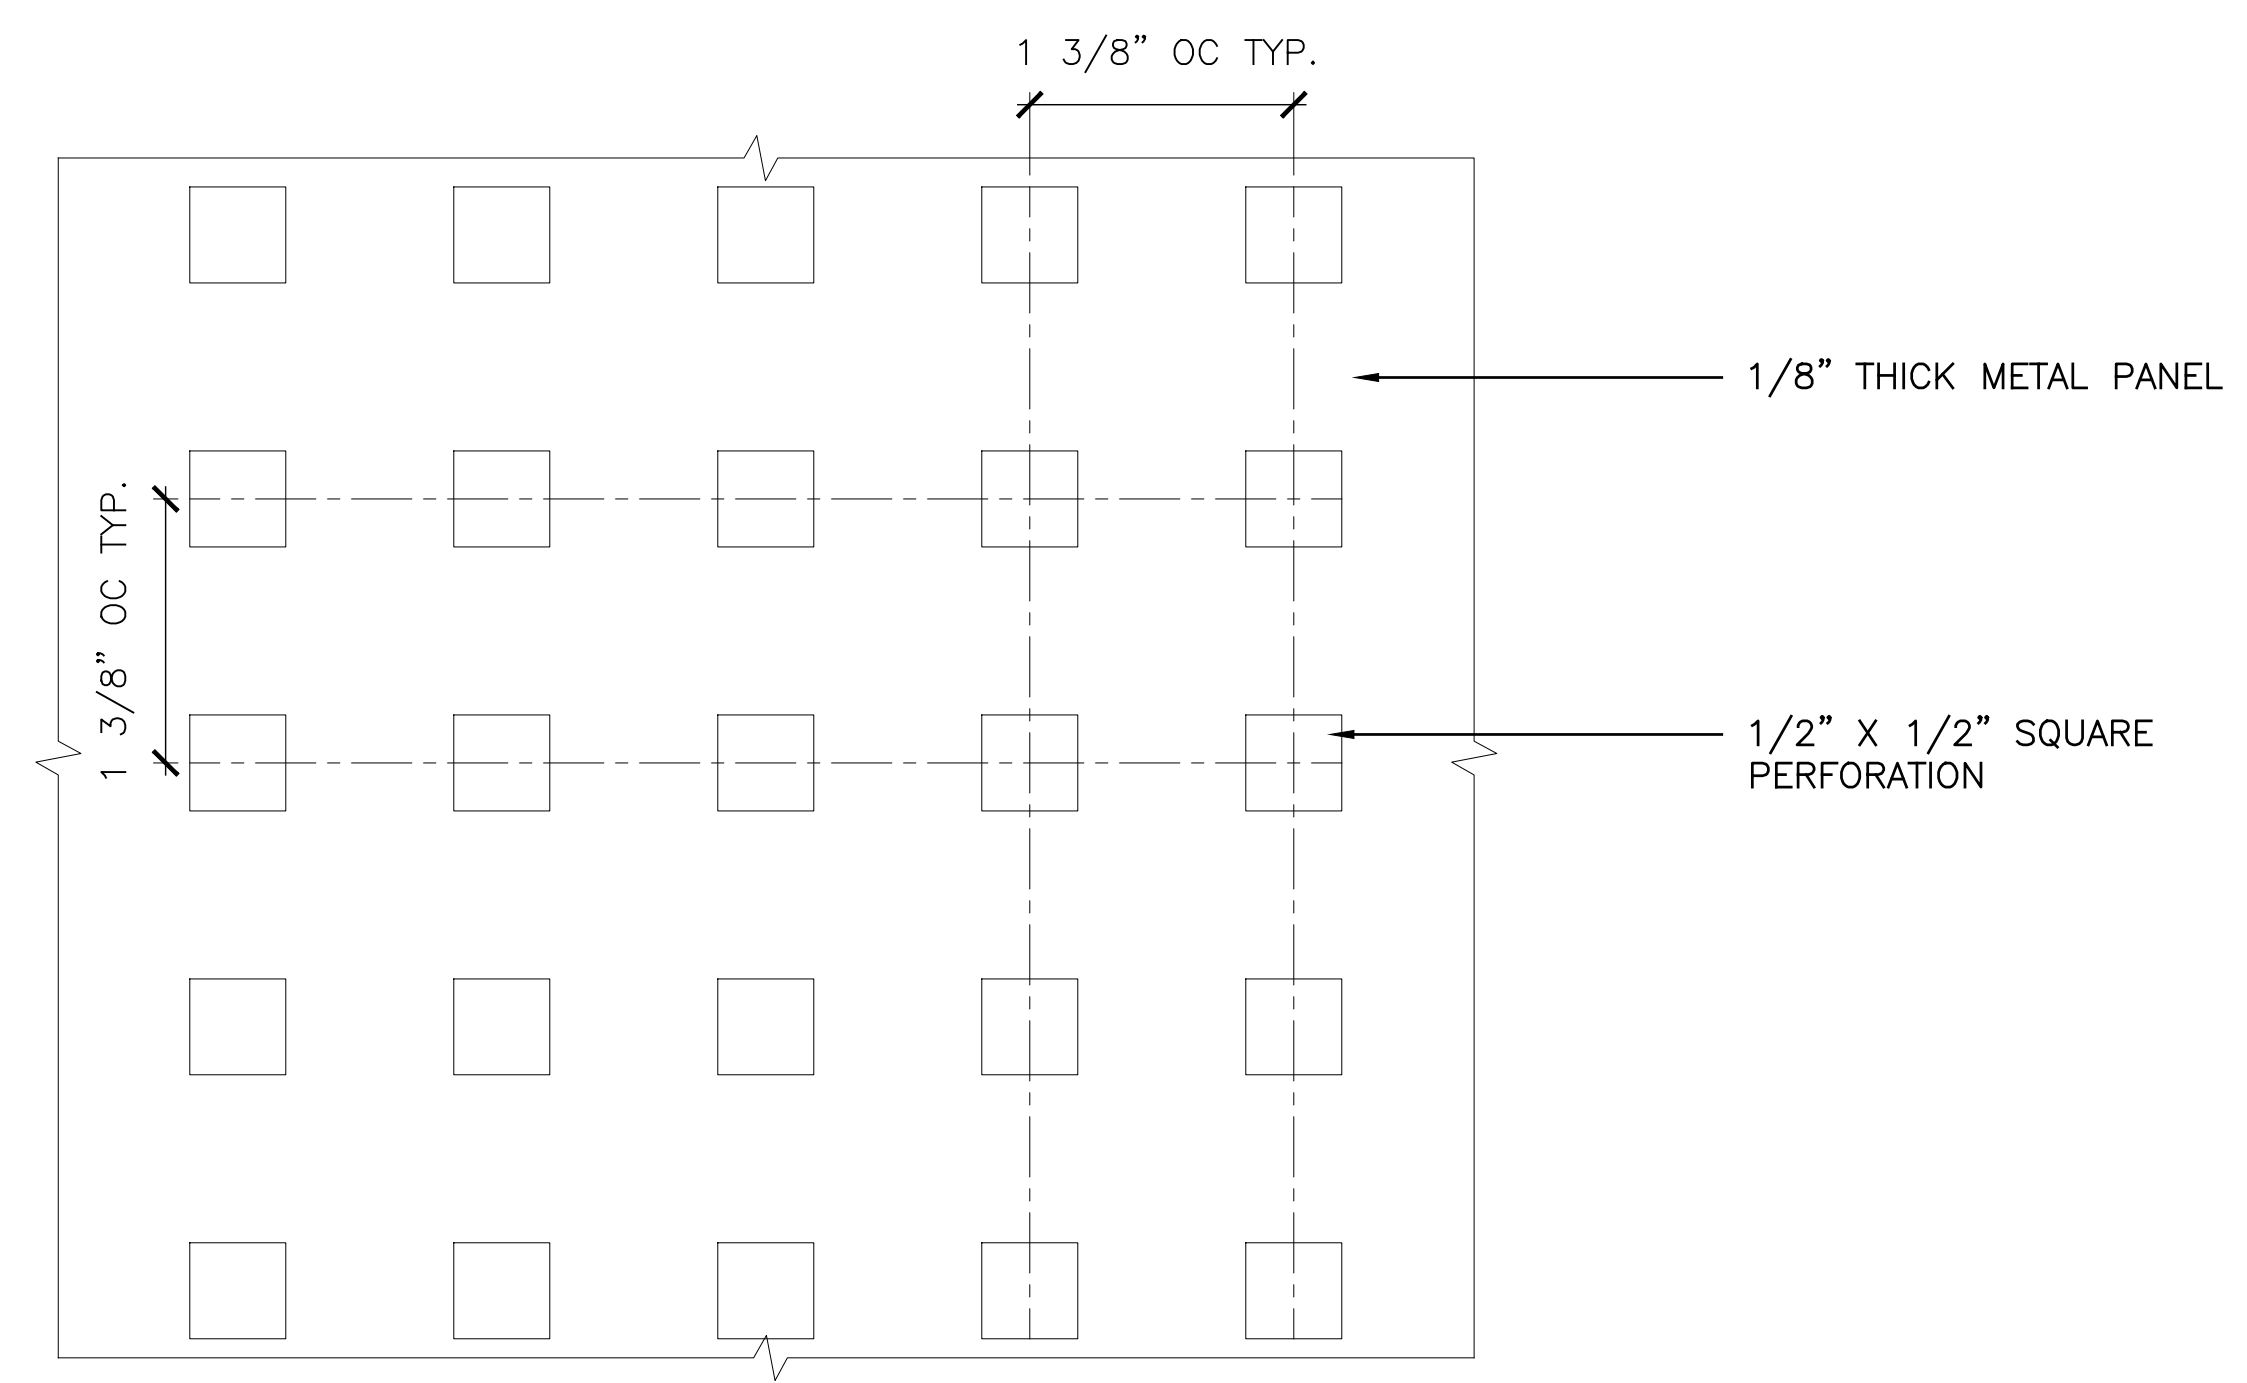 1 3/8” OC TYP.
1/8” THICK METAL PANEL
1 3/8” OC TYP.
1/2” X 1/2” SQUARE
PERFORATION